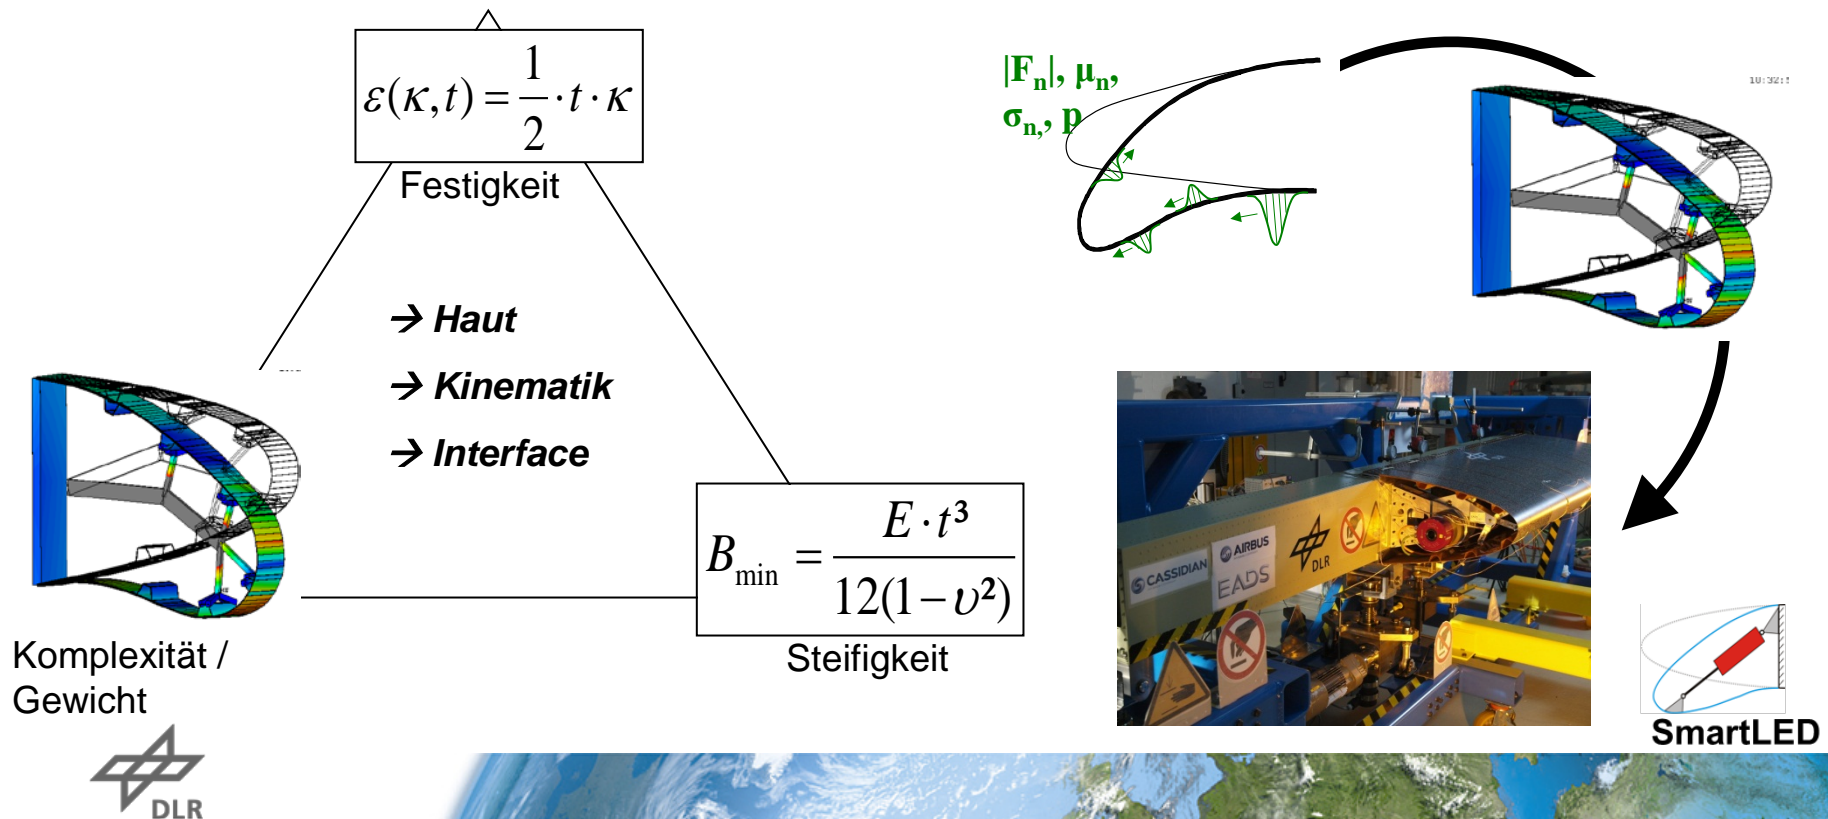 ε(κ,t) = 1/2 · t · κ
Festigkeit
→ Haut
→ Kinematik
→ Interface
B_min = E · t³ / 12(1 − υ²)
Steifigkeit
Komplexität /
Gewicht
DLR
|F_n|, μ_n,
σ_n,, p
CASSIDIAN
AIRBUS
EADS
DLR
SmartLED